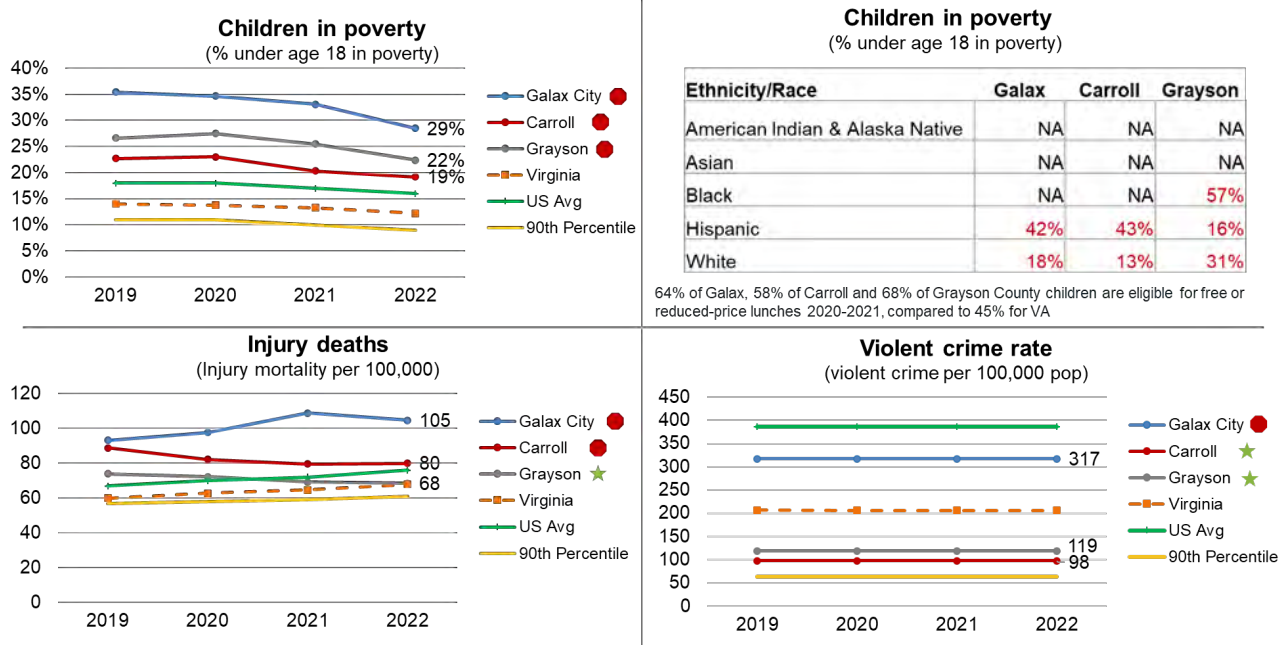 Children in poverty
(% under age 18 in poverty)
40%
35%
30%
25%
20%
15%
10%
5%
0%
2019 2020 2021 2022
29%
22%
19%
Galax City
Carroll
Grayson
Virginia
US Avg
90th Percentile
Children in poverty
(% under age 18 in poverty)
Ethnicity/Race Galax Carroll Grayson
American Indian & Alaska Native NA NA NA
Asian NA NA NA
Black NA NA 57%
Hispanic 42% 43% 16%
White 18% 13% 31%
64% of Galax, 58% of Carroll and 68% of Grayson County children are eligible for free or
reduced-price lunches 2020-2021, compared to 45% for VA
Injury deaths
(Injury mortality per 100,000)
120
100
80
60
40
20
0
2019 2020 2021 2022
105
80
68
Galax City
Carroll
Grayson
Virginia
US Avg
90th Percentile
Violent crime rate
(violent crime per 100,000 pop)
450
400
350
300
250
200
150
100
50
0
2019 2020 2021 2022
317
119
98
Galax City
Carroll
Grayson
Virginia
US Avg
90th Percentile